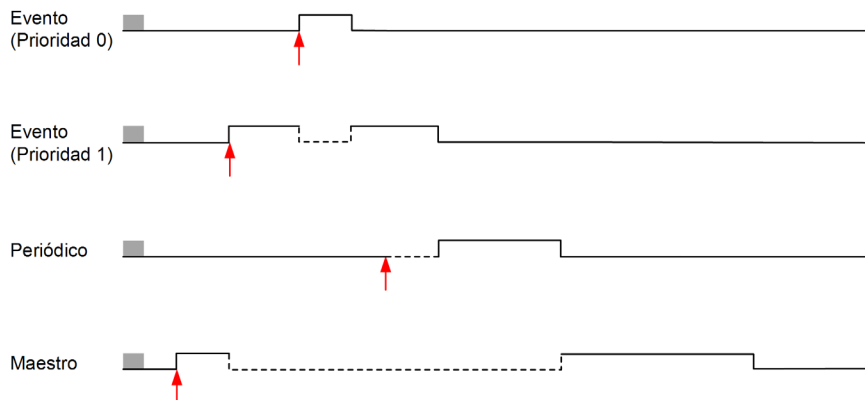 Evento
(Prioridad 0)
Evento
(Prioridad 1)
Periódico
Maestro